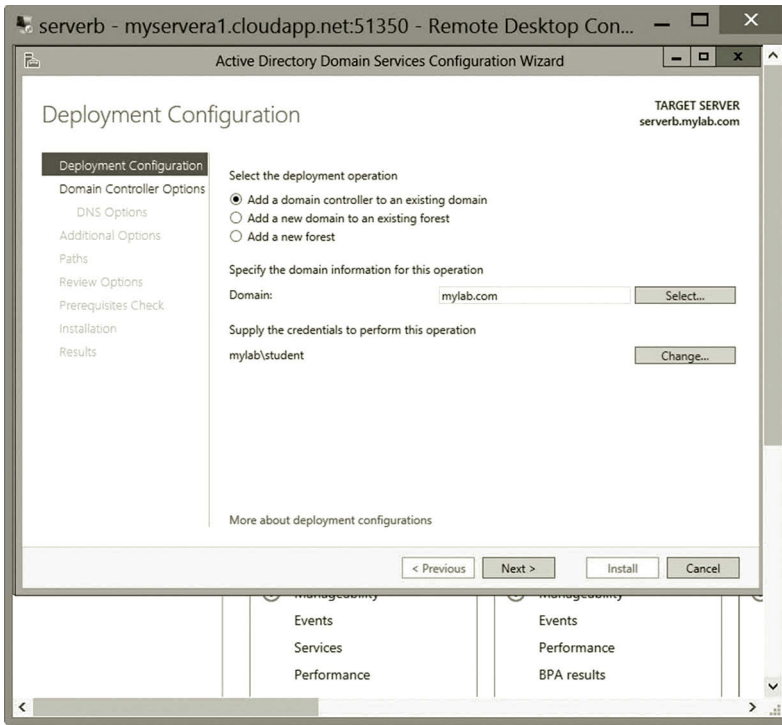 serverb - myservera1.cloudapp.net:51350 - Remote Desktop Con...
Active Directory Domain Services Configuration Wizard
Deployment Configuration
TARGET SERVER
serverb.mylab.com
Deployment Configuration
Domain Controller Options
DNS Options
Additional Options
Paths
Review Options
Prerequisites Check
Installation
Results
Select the deployment operation
Add a domain controller to an existing domain
Add a new domain to an existing forest
Add a new forest
Specify the domain information for this operation
Domain: mylab.com Select...
Supply the credentials to perform this operation
mylab\student Change...
More about deployment configurations
< Previous Next > Install Cancel
Manageability Manageability
Events Events
Services Performance
Performance BPA results